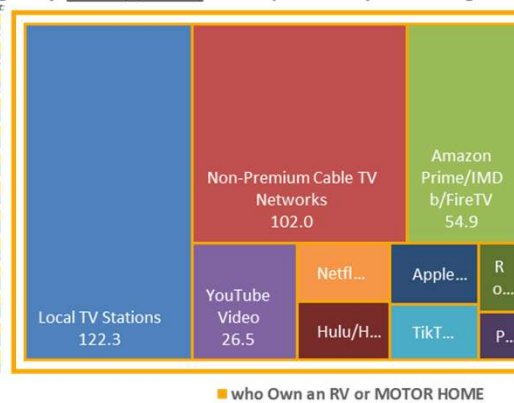 Non-Premium Cable TV
Networks
102.0
Amazon
Prime/IMD
b/FireTV
54.9
Local TV Stations
122.3
YouTube
Video
26.5
Netfl...
Hulu/H...
Apple...
TikT...
R
o...
P...
who Own an RV or MOTOR HOME